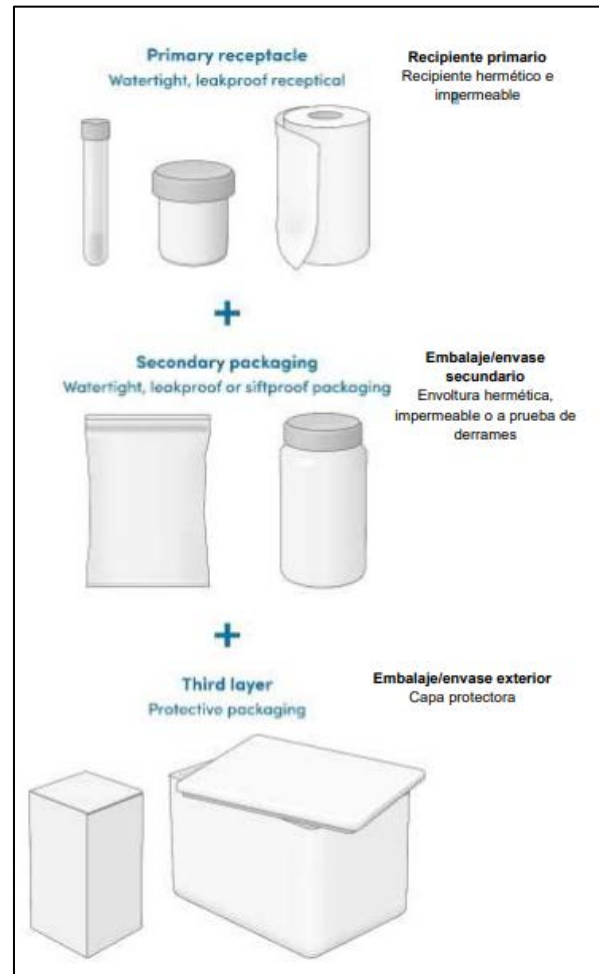 Primary receptacle
Watertight, leakproof receptical
Recipiente primario
Recipiente hermético e
impermeable
+
Secondary packaging
Watertight, leakproof or siftproof packaging
Embalaje/envase
secundario
Envoltura hermética,
impermeable o a prueba de
derrames
+
Third layer
Protective packaging
Embalaje/envase exterior
Capa protectora